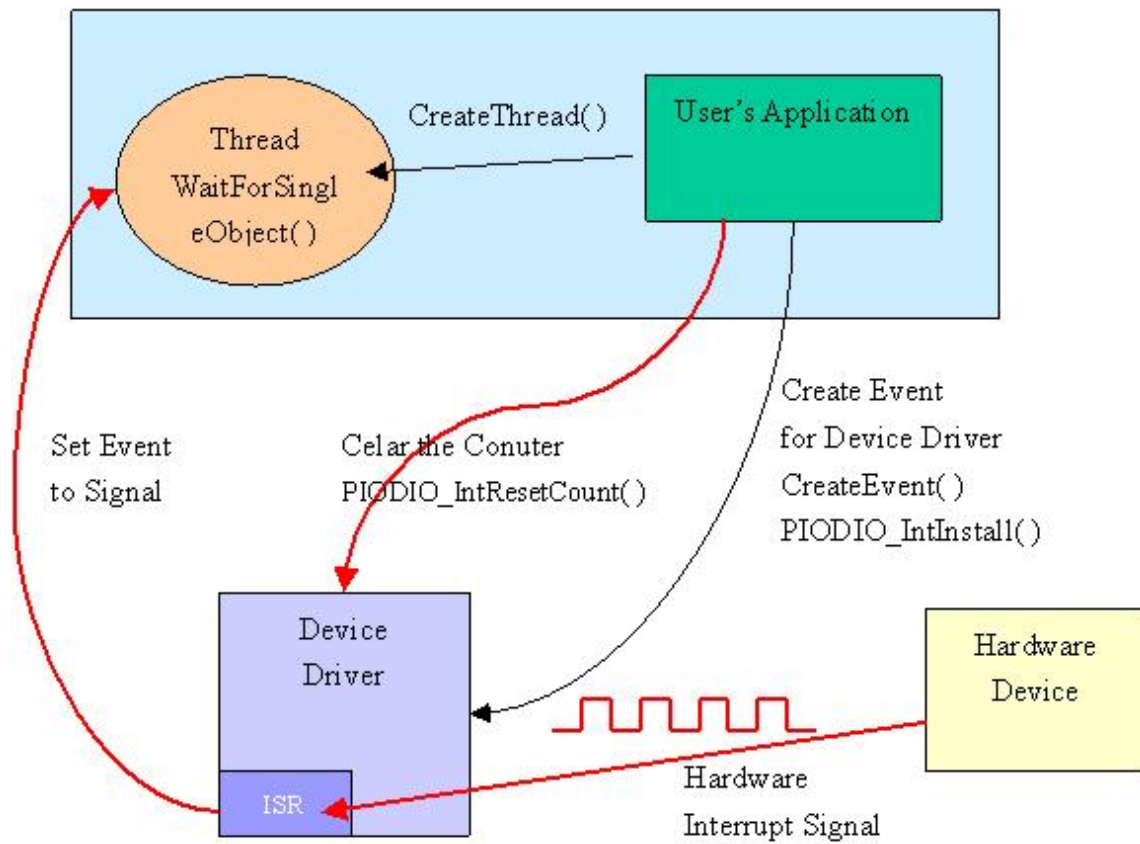 CreateThread()
User's Application
Thread
WaitForSingl
eObject()
Create Event
for Device Driver
CreateEvent()
PIODIO_IntInstall()
Set Event
to Signal
Celar the Conuter
PIODIO_IntResetCount()
Device
Driver
ISR
Hardware
Device
Hardware
Interrupt Signal